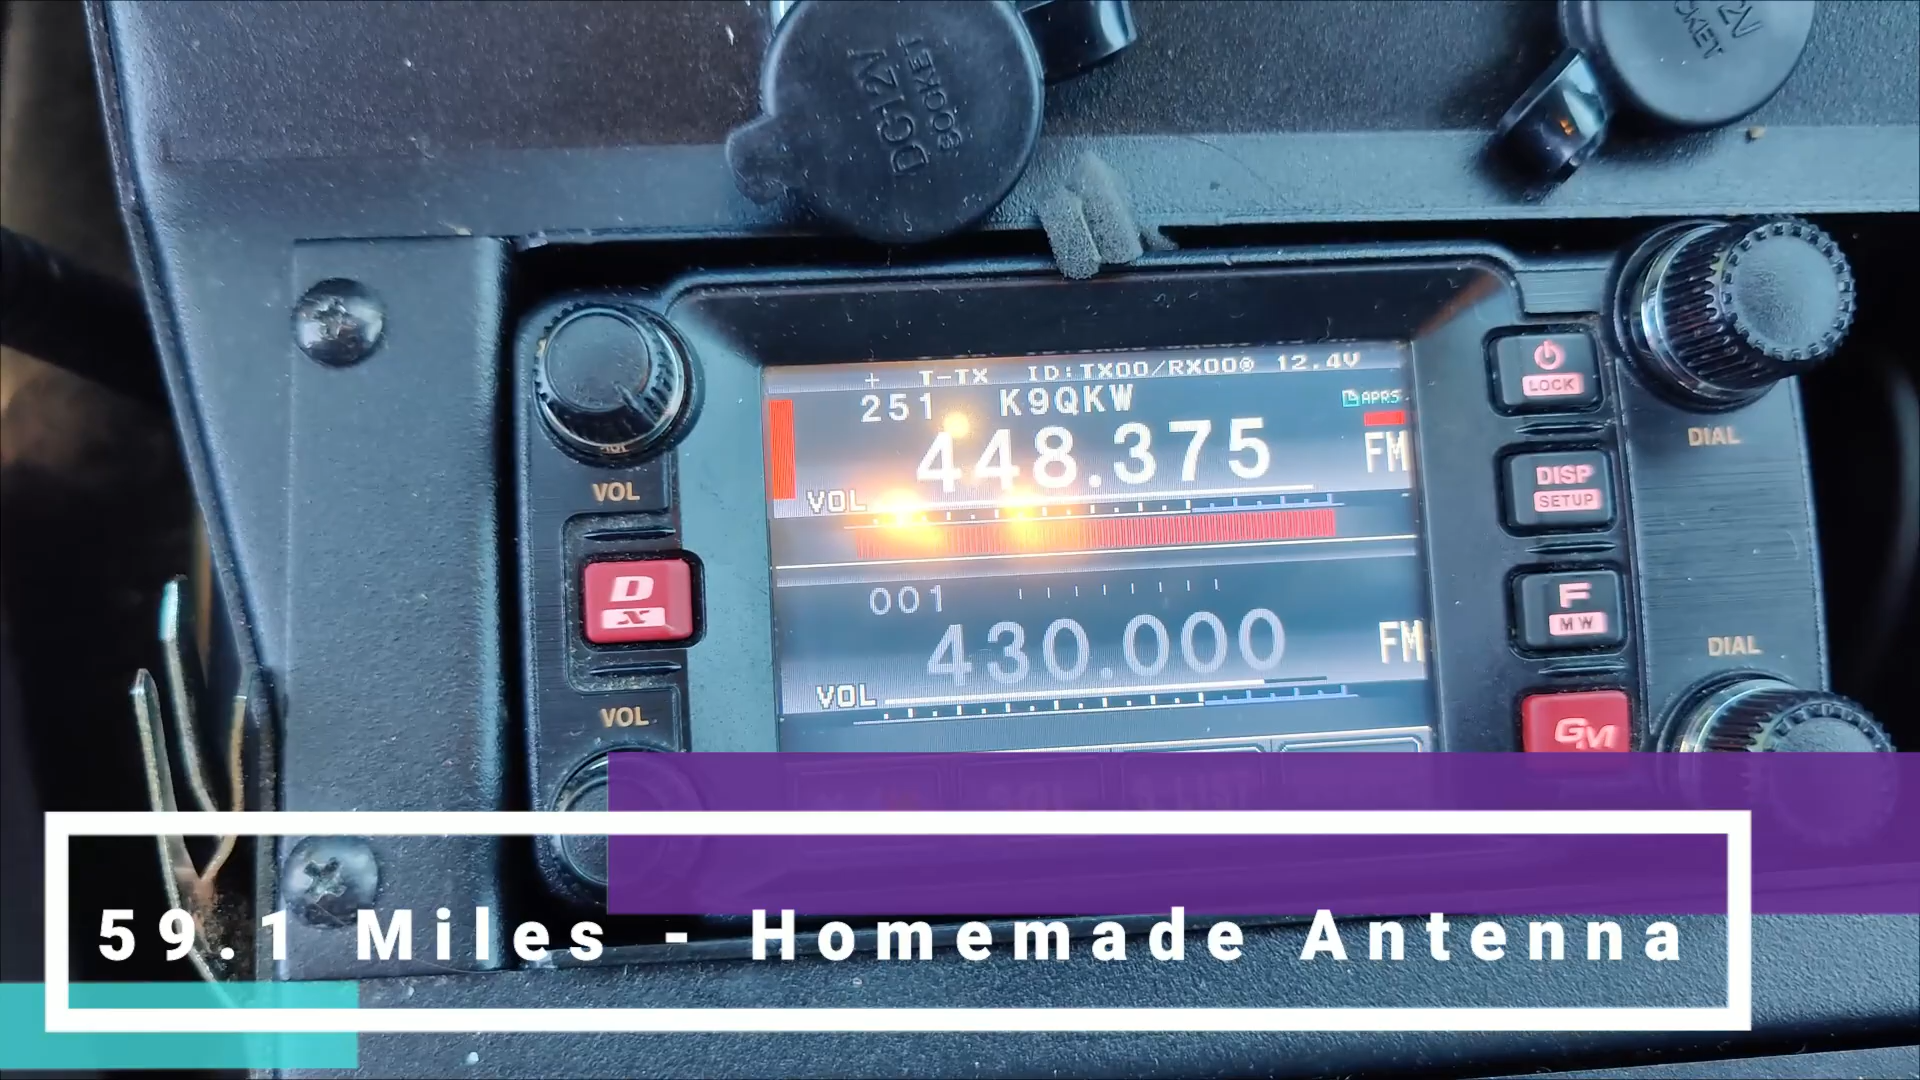 DC12V
SOCKET
2V
+ T-TX ID:TX00/RX00® 12.4V
251 K9QKW
APRS
448.375
FM
VOL
001
430.000
FM
VOL
VOL
D
X
VOL
LOCK
DISP
SETUP
F
MW
GM
DIAL
DIAL
59.1 Miles - Homemade Antenna